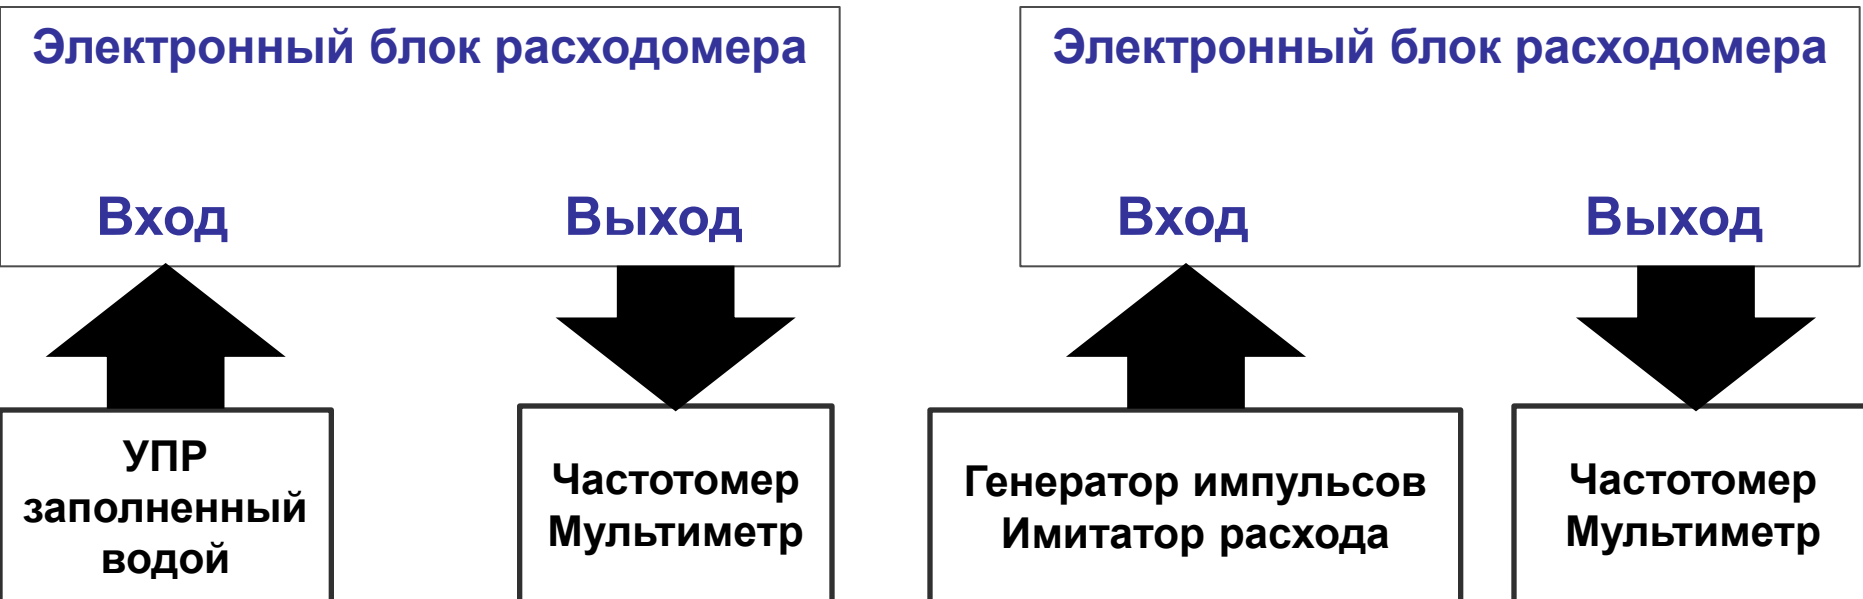 Электронный блок расходомера
Вход
Выход
УПР
заполненный
водой
Частотомер
Мультиметр
Электронный блок расходомера
Вход
Выход
Генератор импульсов
Имитатор расхода
Частотомер
Мультиметр